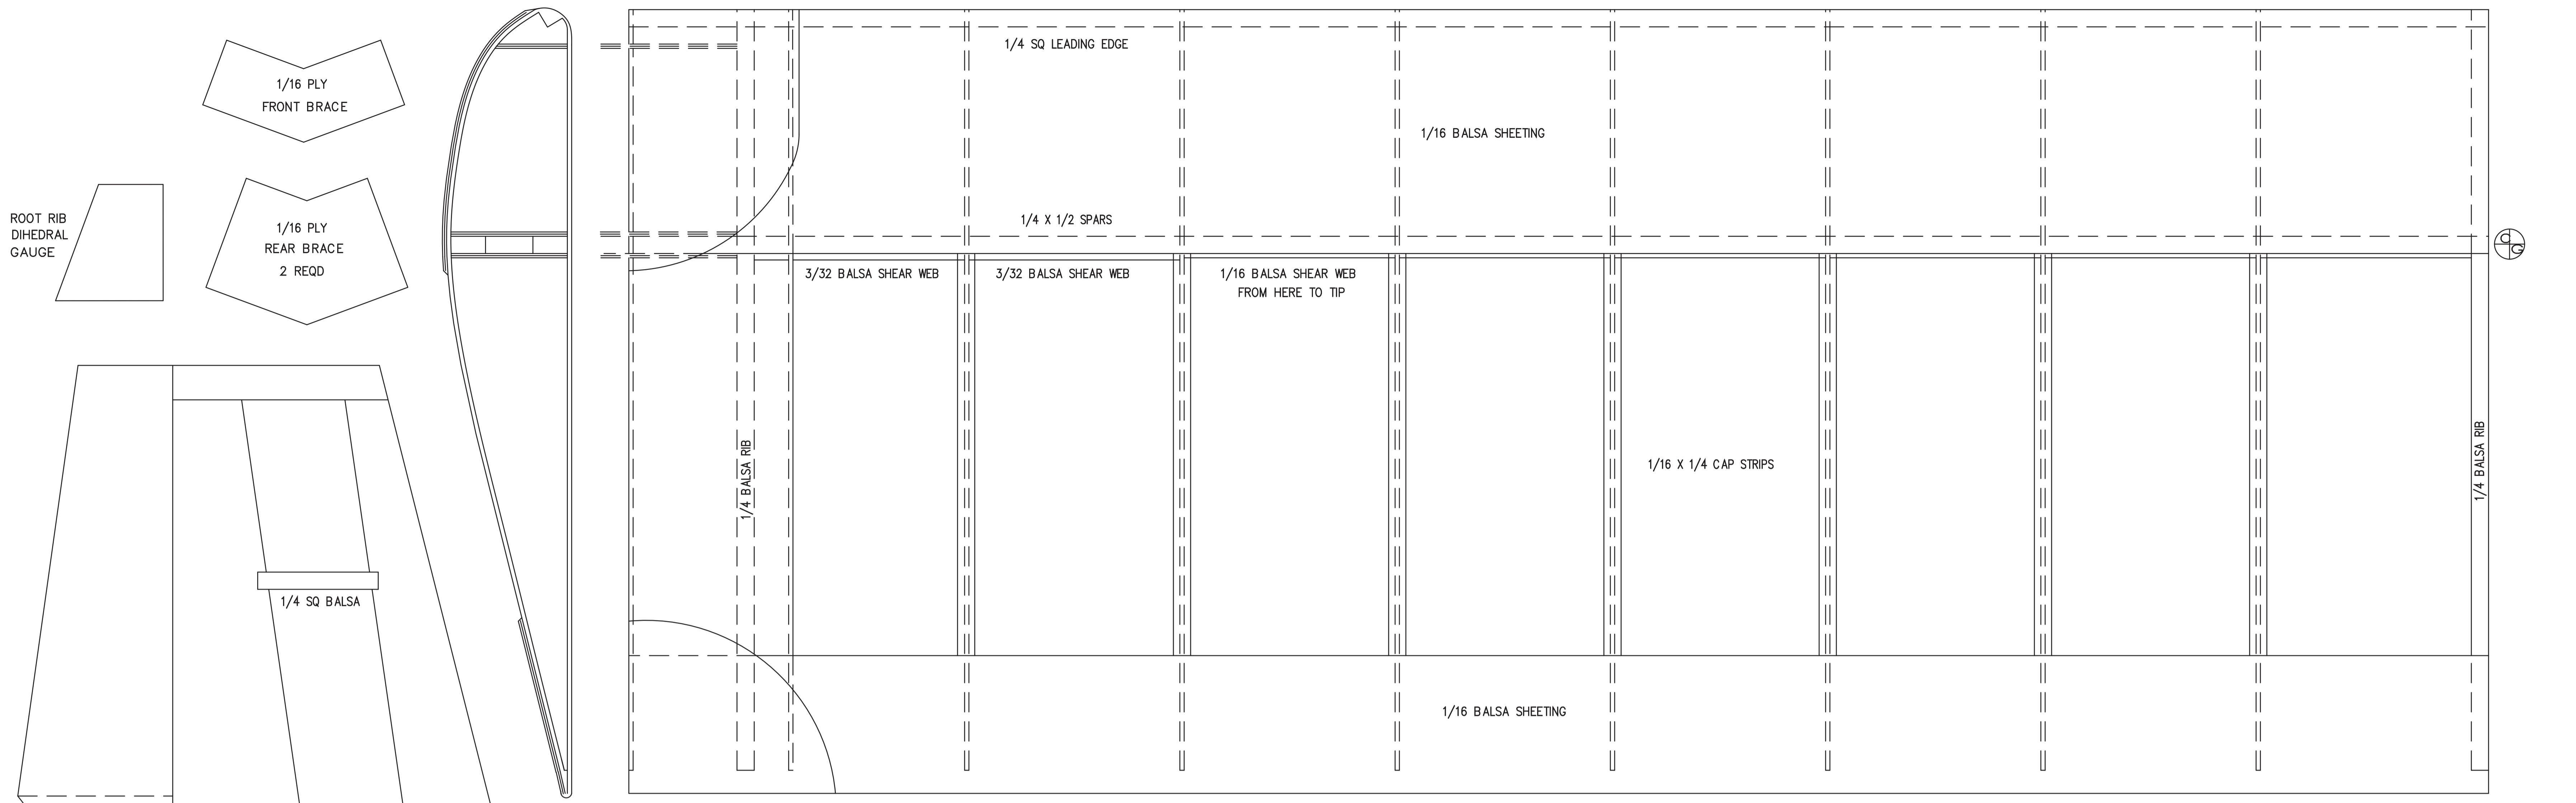 1/16 PLY
FRONT BRACE
ROOT RIB
DIHEDRAL
GAUGE
1/16 PLY
REAR BRACE
2 REQD
1/4 SQ BALSA
1/4 SQ LEADING EDGE
1/16 BALSA SHEETING
1/4 X 1/2 SPARS
CG
3/32 BALSA SHEAR WEB
3/32 BALSA SHEAR WEB
1/16 BALSA SHEAR WEB
FROM HERE TO TIP
1/4 BALSA RIB
1/16 X 1/4 CAP STRIPS
1/4 BALSA RIB
1/16 BALSA SHEETING